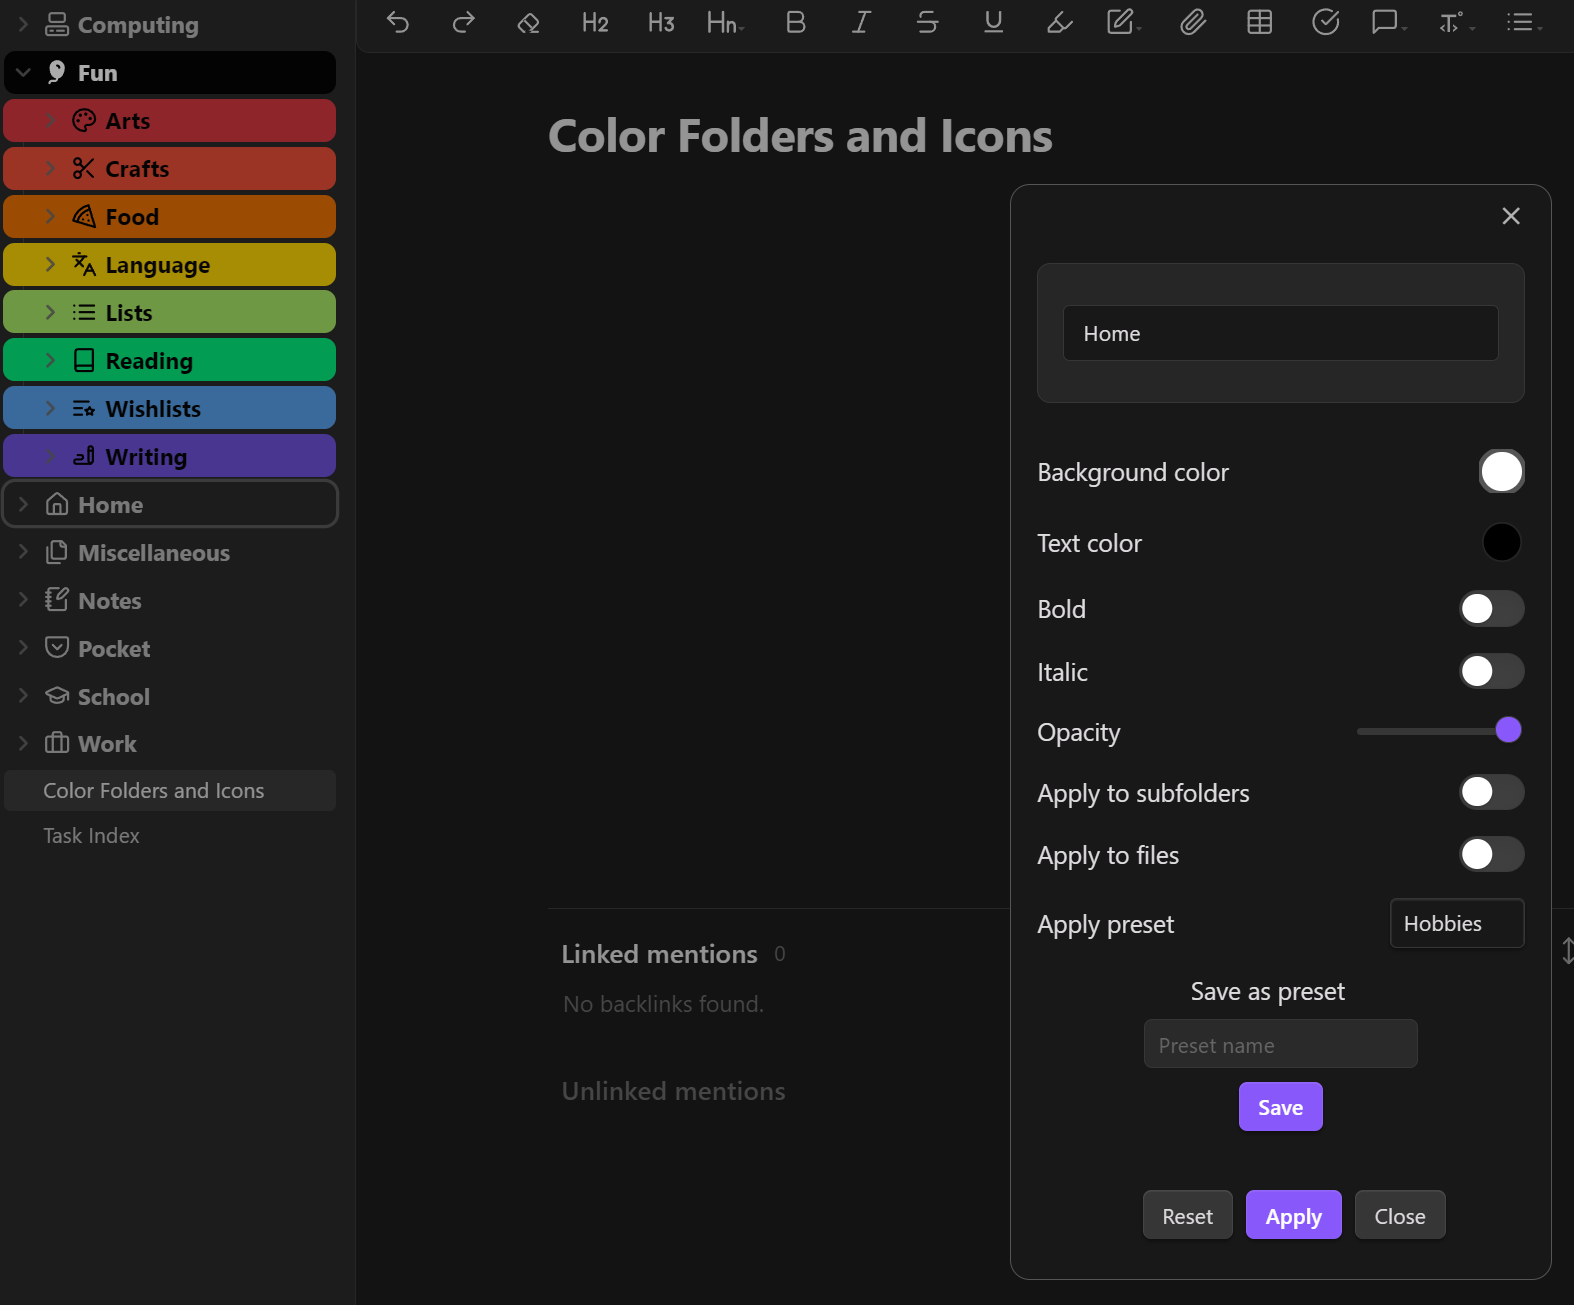 Computing
Fun
Arts
Crafts
Food
Language
Lists
Reading
Wishlists
Writing
Home
Miscellaneous
Notes
Pocket
School
Work
Color Folders and Icons
Task Index
H2 H3 Hn B I S U T
Color Folders and Icons
Linked mentions 0
No backlinks found.
Unlinked mentions
Home
Background color
Text color
Bold
Italic
Opacity
Apply to subfolders
Apply to files
Apply preset Hobbies
Save as preset
Preset name
Save
Reset Apply Close